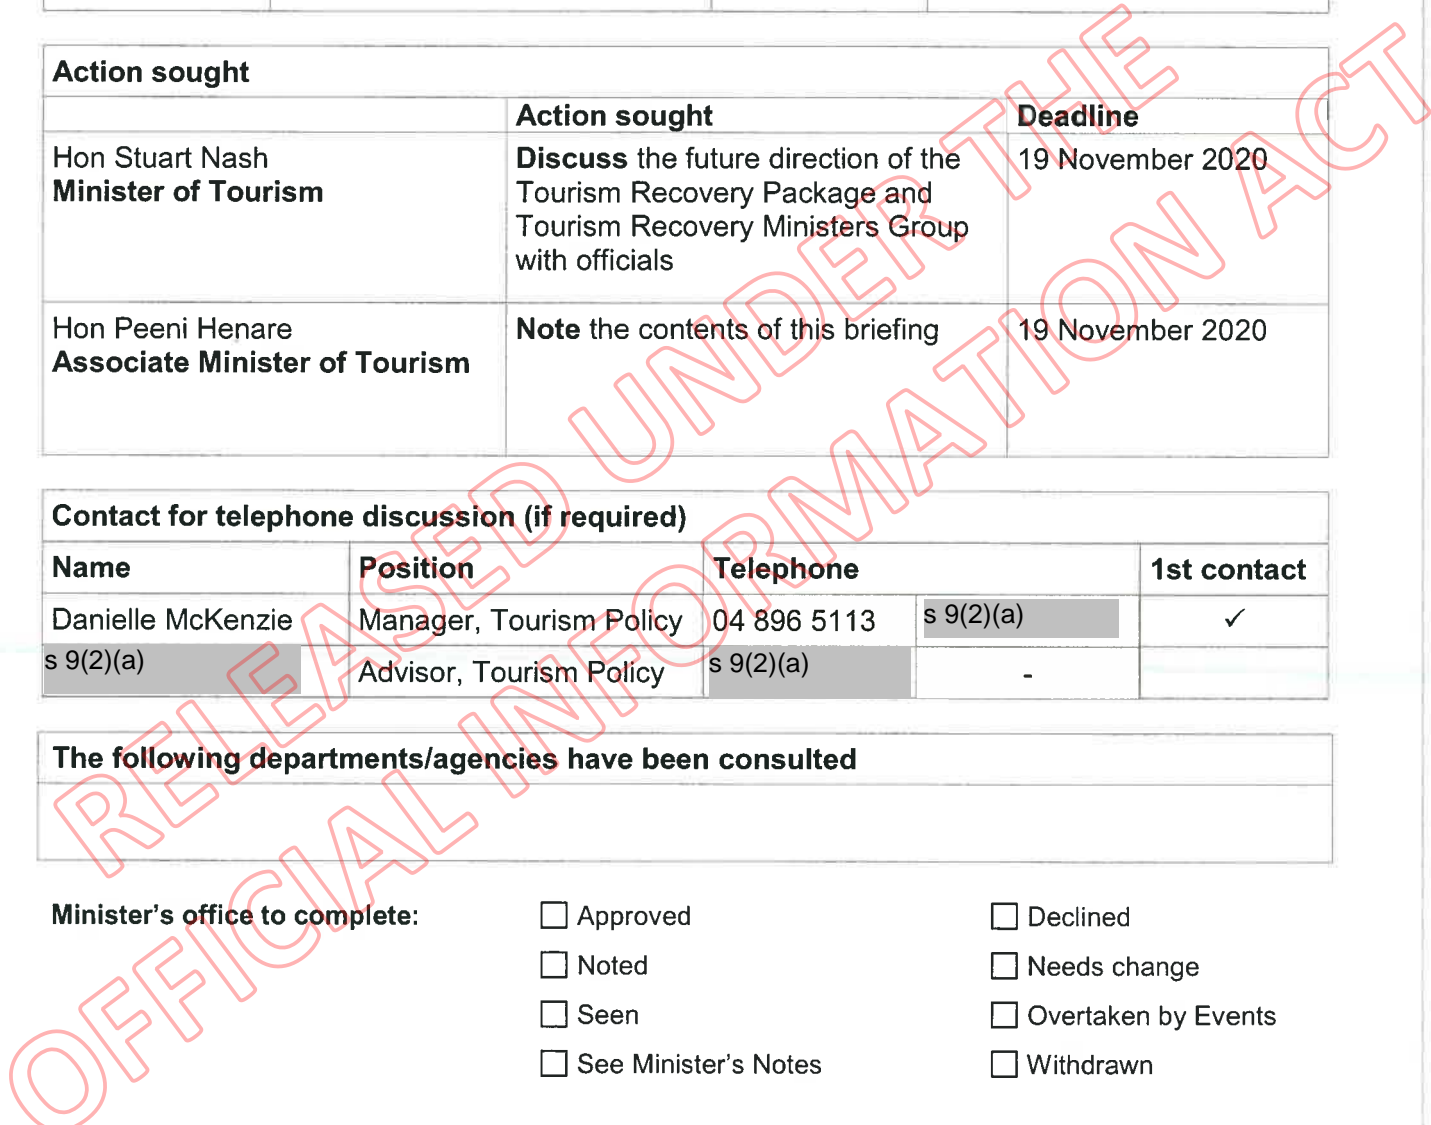 Action sought
Action sought
Deadline
Hon Stuart Nash
Minister of Tourism
Discuss the future direction of the
Tourism Recovery Package and
Tourism Recovery Ministers Group
with officials
19 November 2020
Hon Peeni Henare
Associate Minister of Tourism
Note the contents of this briefing
19 November 2020
Contact for telephone discussion (if required)
Name
Position
Telephone
1st contact
Danielle McKenzie
Manager, Tourism Policy
04 896 5113
s 9(2)(a)
✓
s 9(2)(a)
Advisor, Tourism Policy
s 9(2)(a)
-
The following departments/agencies have been consulted
Minister's office to complete:
Approved
Declined
Noted
Needs change
Seen
Overtaken by Events
See Minister's Notes
Withdrawn
RELEASED UNDER THE
OFFICIAL INFORMATION ACT